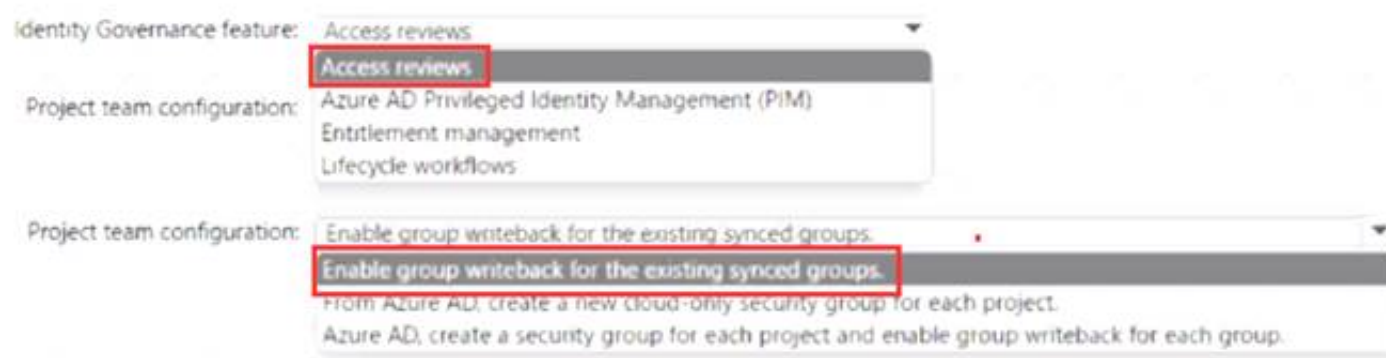 Identity Governance feature: Access reviews
Access reviews
Project team configuration: Azure AD Privileged Identity Management (PIM)
Entitlement management
Lifecycle workflows
Project team configuration: Enable group writeback for the existing synced groups.
Enable group writeback for the existing synced groups.
From Azure AD, create a new cloud-only security group for each project.
Azure AD, create a security group for each project and enable group writeback for each group.